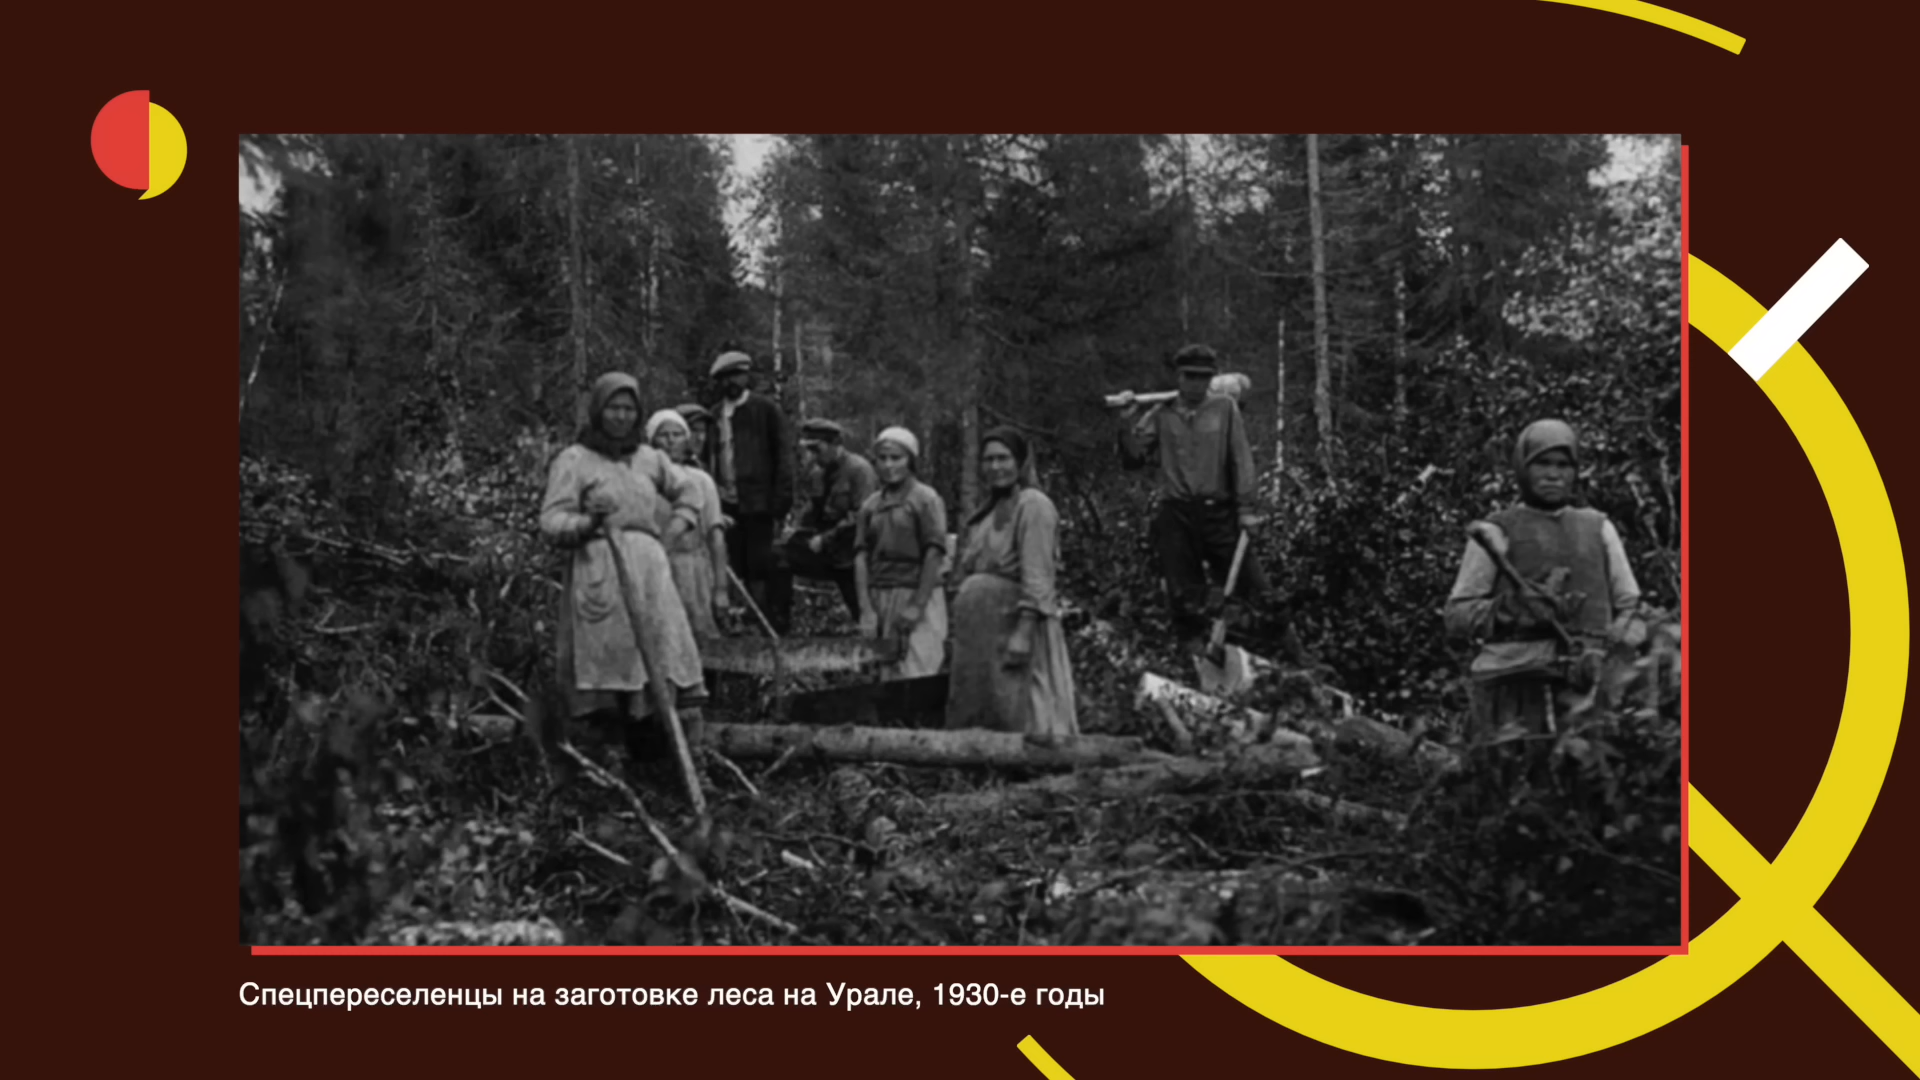 Спецпереселенцы на заготовке леса на Урале, 1930-е годы